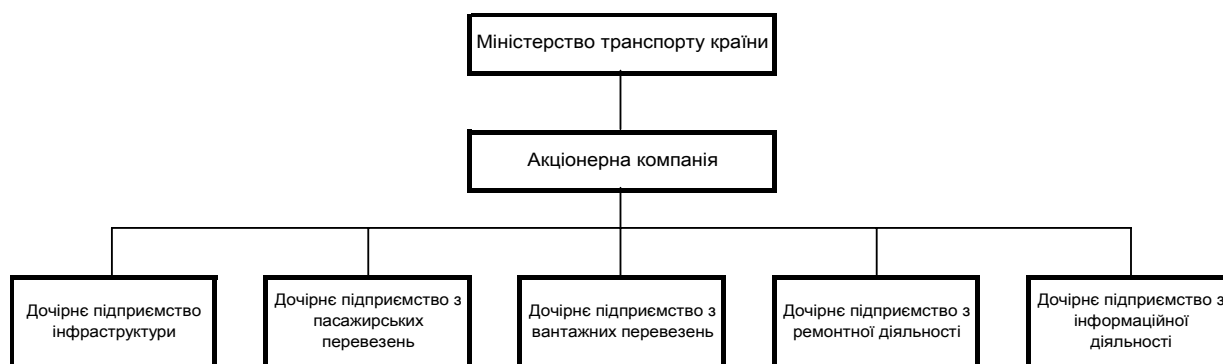 Міністерство транспорту країни
Акціонерна компанія
Дочірнє підприємство
інфраструктури
Дочірнє підприємство з
пасажирських
перевезень
Дочірнє підприємство з
вантажних перевезень
Дочірнє підприємство з
ремонтної діяльності
Дочірнє підприємство з
інформаційної
діяльності